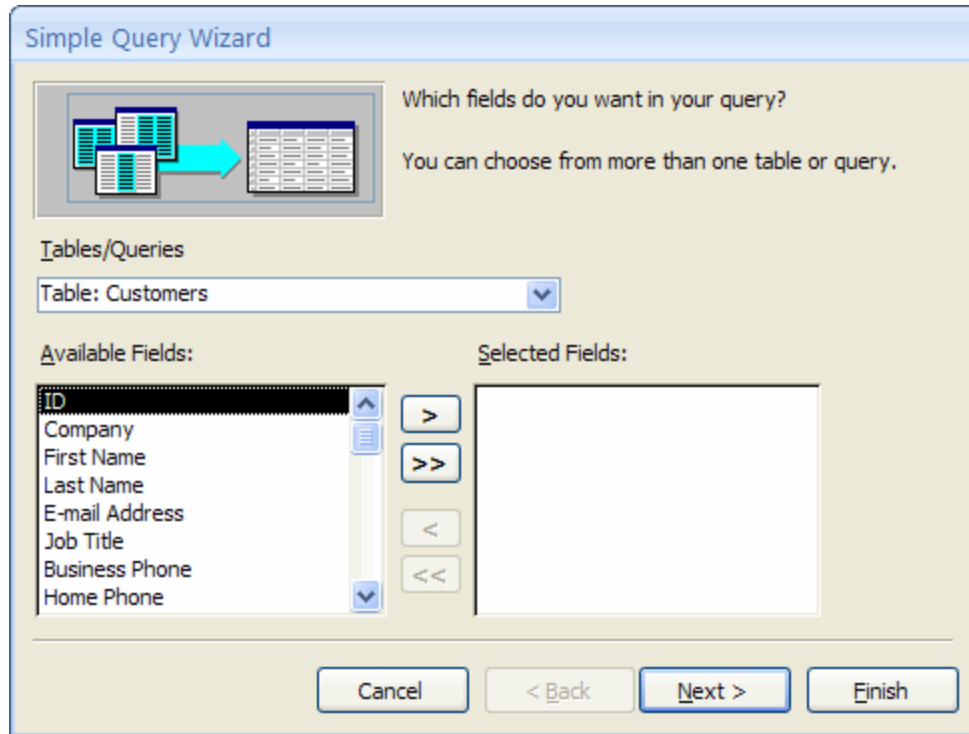 Simple Query Wizard
Which fields do you want in your query?
You can choose from more than one table or query.
Tables/Queries
Table: Customers
Available Fields:
Selected Fields:
ID
Company
First Name
Last Name
E-mail Address
Job Title
Business Phone
Home Phone
>
>>
<
<<
Cancel
< Back
Next >
Finish